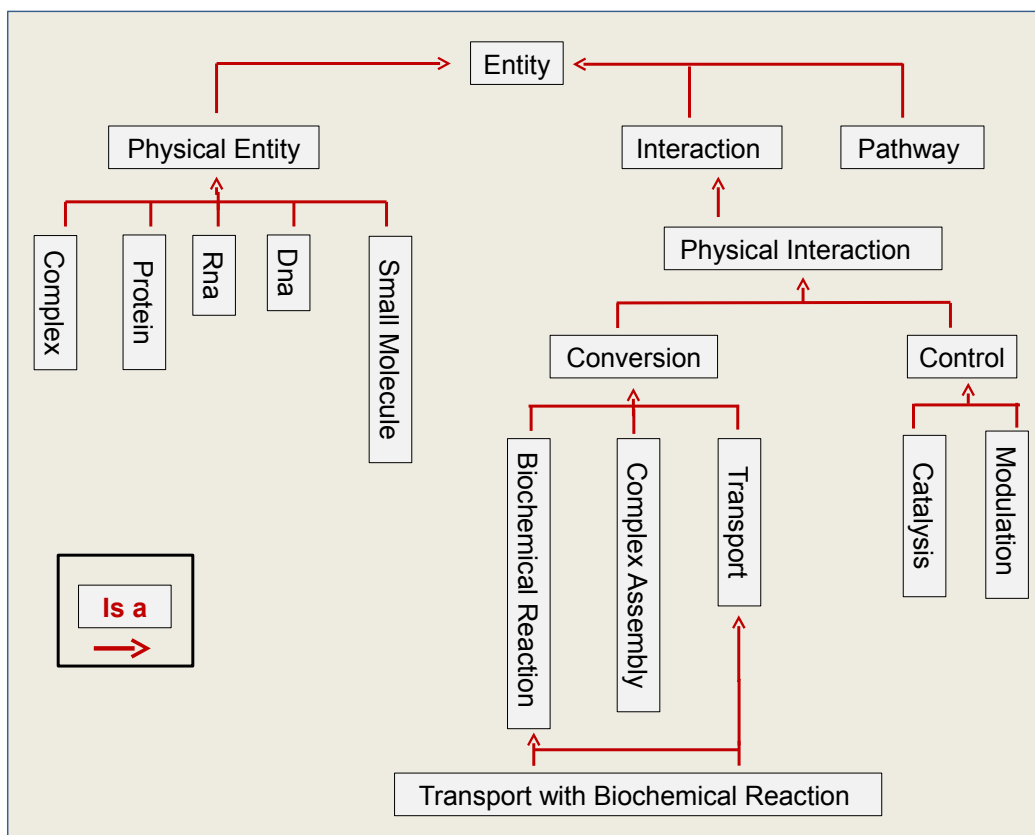 Entity
Physical Entity
Interaction
Pathway
Complex
Protein
Rna
Dna
Small Molecule
Physical Interaction
Conversion
Control
Biochemical Reaction
Complex Assembly
Transport
Catalysis
Modulation
Is a
Transport with Biochemical Reaction